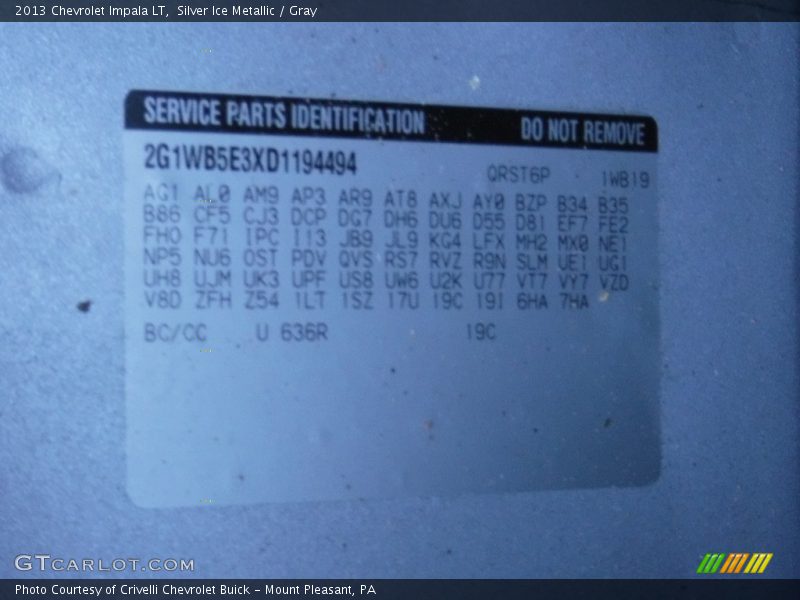 2013 Chevrolet Impala LT,  Silver Ice Metallic / Gray
SERVICE PARTS IDENTIFICATION DO NOT REMOVE
2G1WB5E3XD1194494 QRST6P 1WB19
AG1 AL0 AM9 AP3 AR9 AT8 AXJ AY0 BZP B34 B35
B86 CF5 CJ3 DCP DG7 DH6 DU6 D55 D81 EF7 FE2
FHO F71 IPC I13 JB9 JL9 KG4 LFX MH2 MX0 NE1
NP5 NU6 OST PDV QVS RS7 RVZ R9N SLM UE1 UG1
UH8 UJM UK3 UPF US8 UW6 U2K U77 VT7 VY7 VZD
V8D ZFH Z54 1LT 1SZ 17U 19C 19I 6HA 7HA
BC/CC U 636R 19C
GTCARLOT.COM
Photo Courtesy of Crivelli Chevrolet Buick – Mount Pleasant, PA